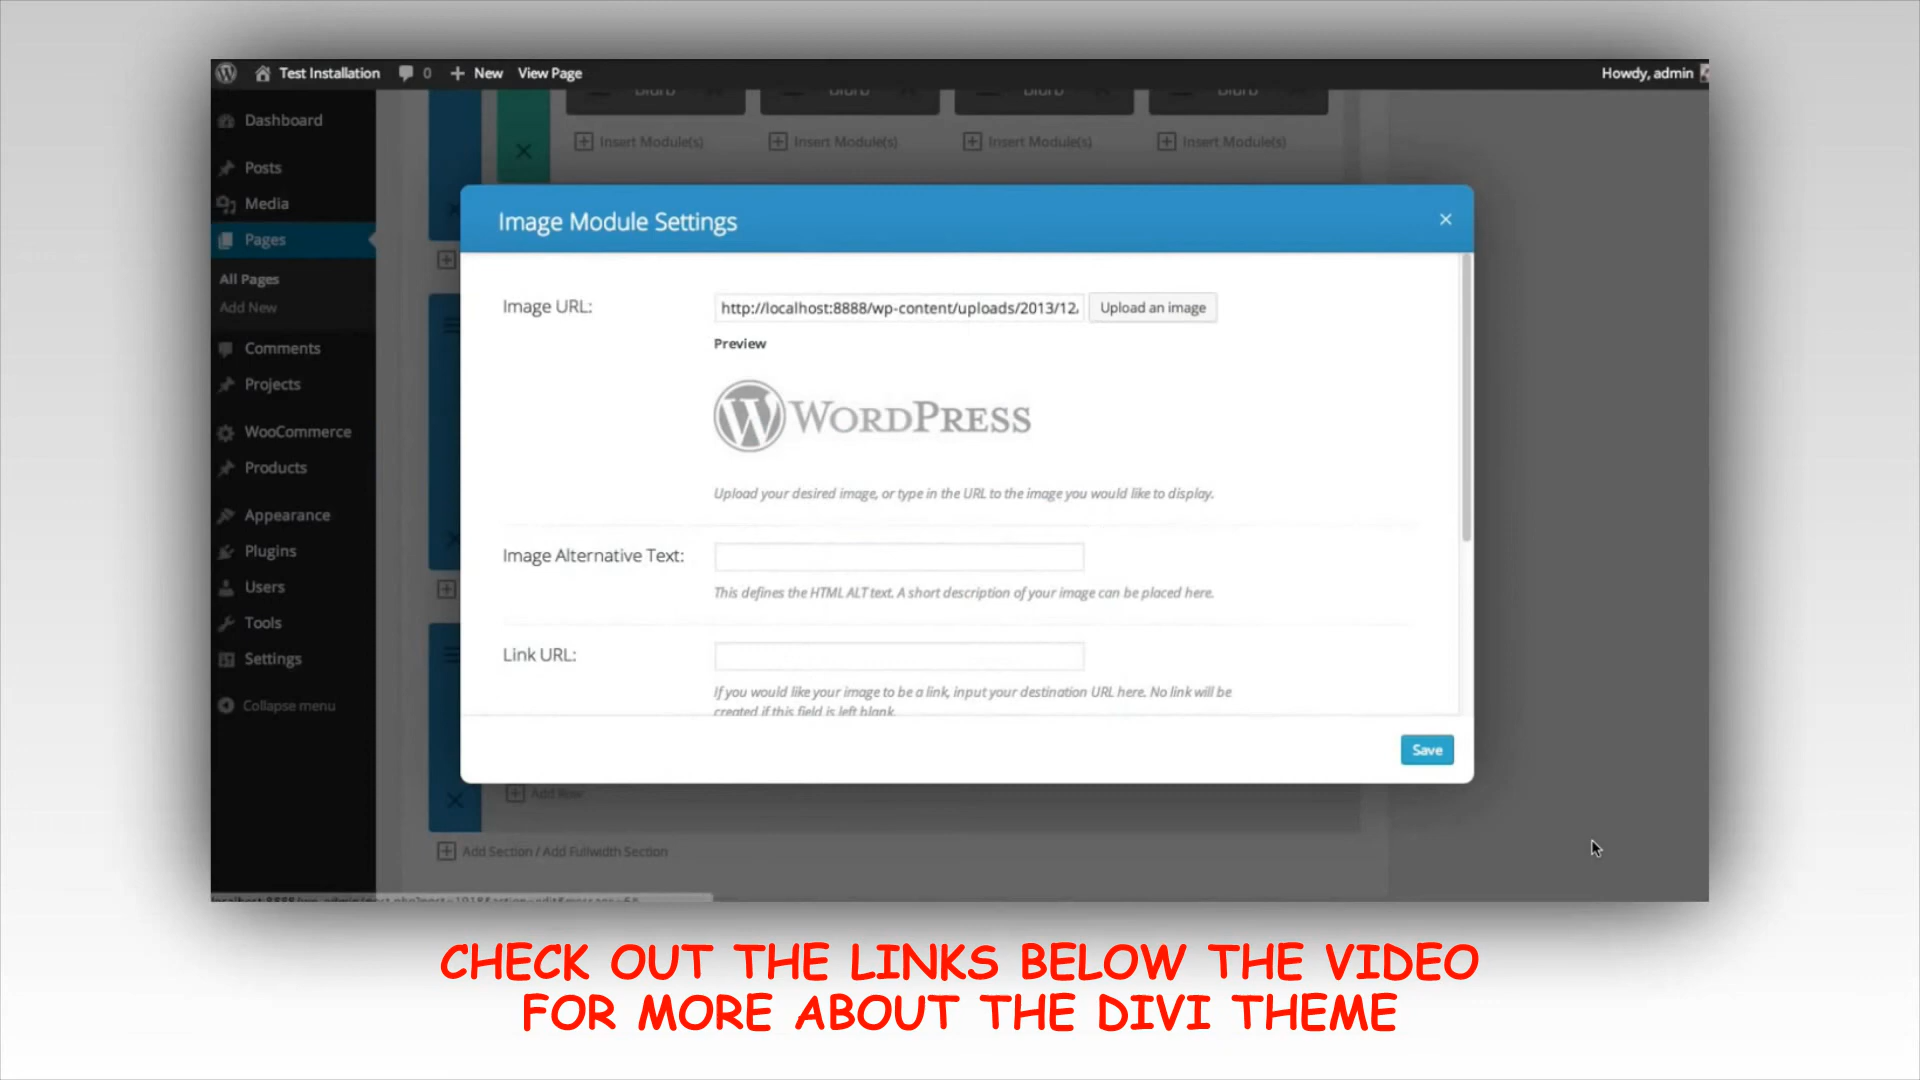 Test Installation 0 New View Page
Howdy, admin
Dashboard
Posts
Media
Pages
All Pages
Add New
Comments
Projects
WooCommerce
Products
Appearance
Plugins
Users
Tools
Settings
Collapse menu
Blurb Blurb Blurb Blurb
Insert Module(s) Insert Module(s) Insert Module(s) Insert Module(s)
Image Module Settings
Image URL: http://localhost:8888/wp-content/uploads/2013/12/ Upload an image
Preview
WORDPRESS
Upload your desired image, or type in the URL to the image you would like to display.
Image Alternative Text:
This defines the HTML ALT text. A short description of your image can be placed here.
Link URL:
If you would like your image to be a link, input your destination URL here. No link will be
created if this field is left blank.
Save
Add Row
Add Section / Add Fullwidth Section
CHECK OUT THE LINKS BELOW THE VIDEO
FOR MORE ABOUT THE DIVI THEME